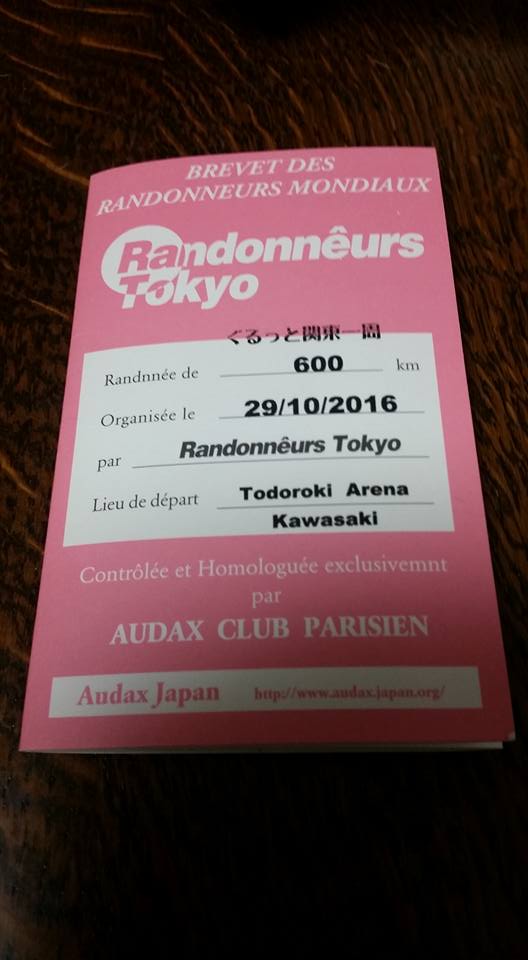 BREVET DES
RANDONNEURS MONDIAUX
Randonnêurs
Tokyo
ぐるっと関東一周
Randnnée de 600 km
Organisée le 29/10/2016
par Randonnêurs Tokyo
Lieu de départ Todoroki Arena
Kawasaki
Contrôlée et Homologuée exclusivemnt
par
AUDAX CLUB PARISIEN
Audax Japan http://www.audax.japan.org/